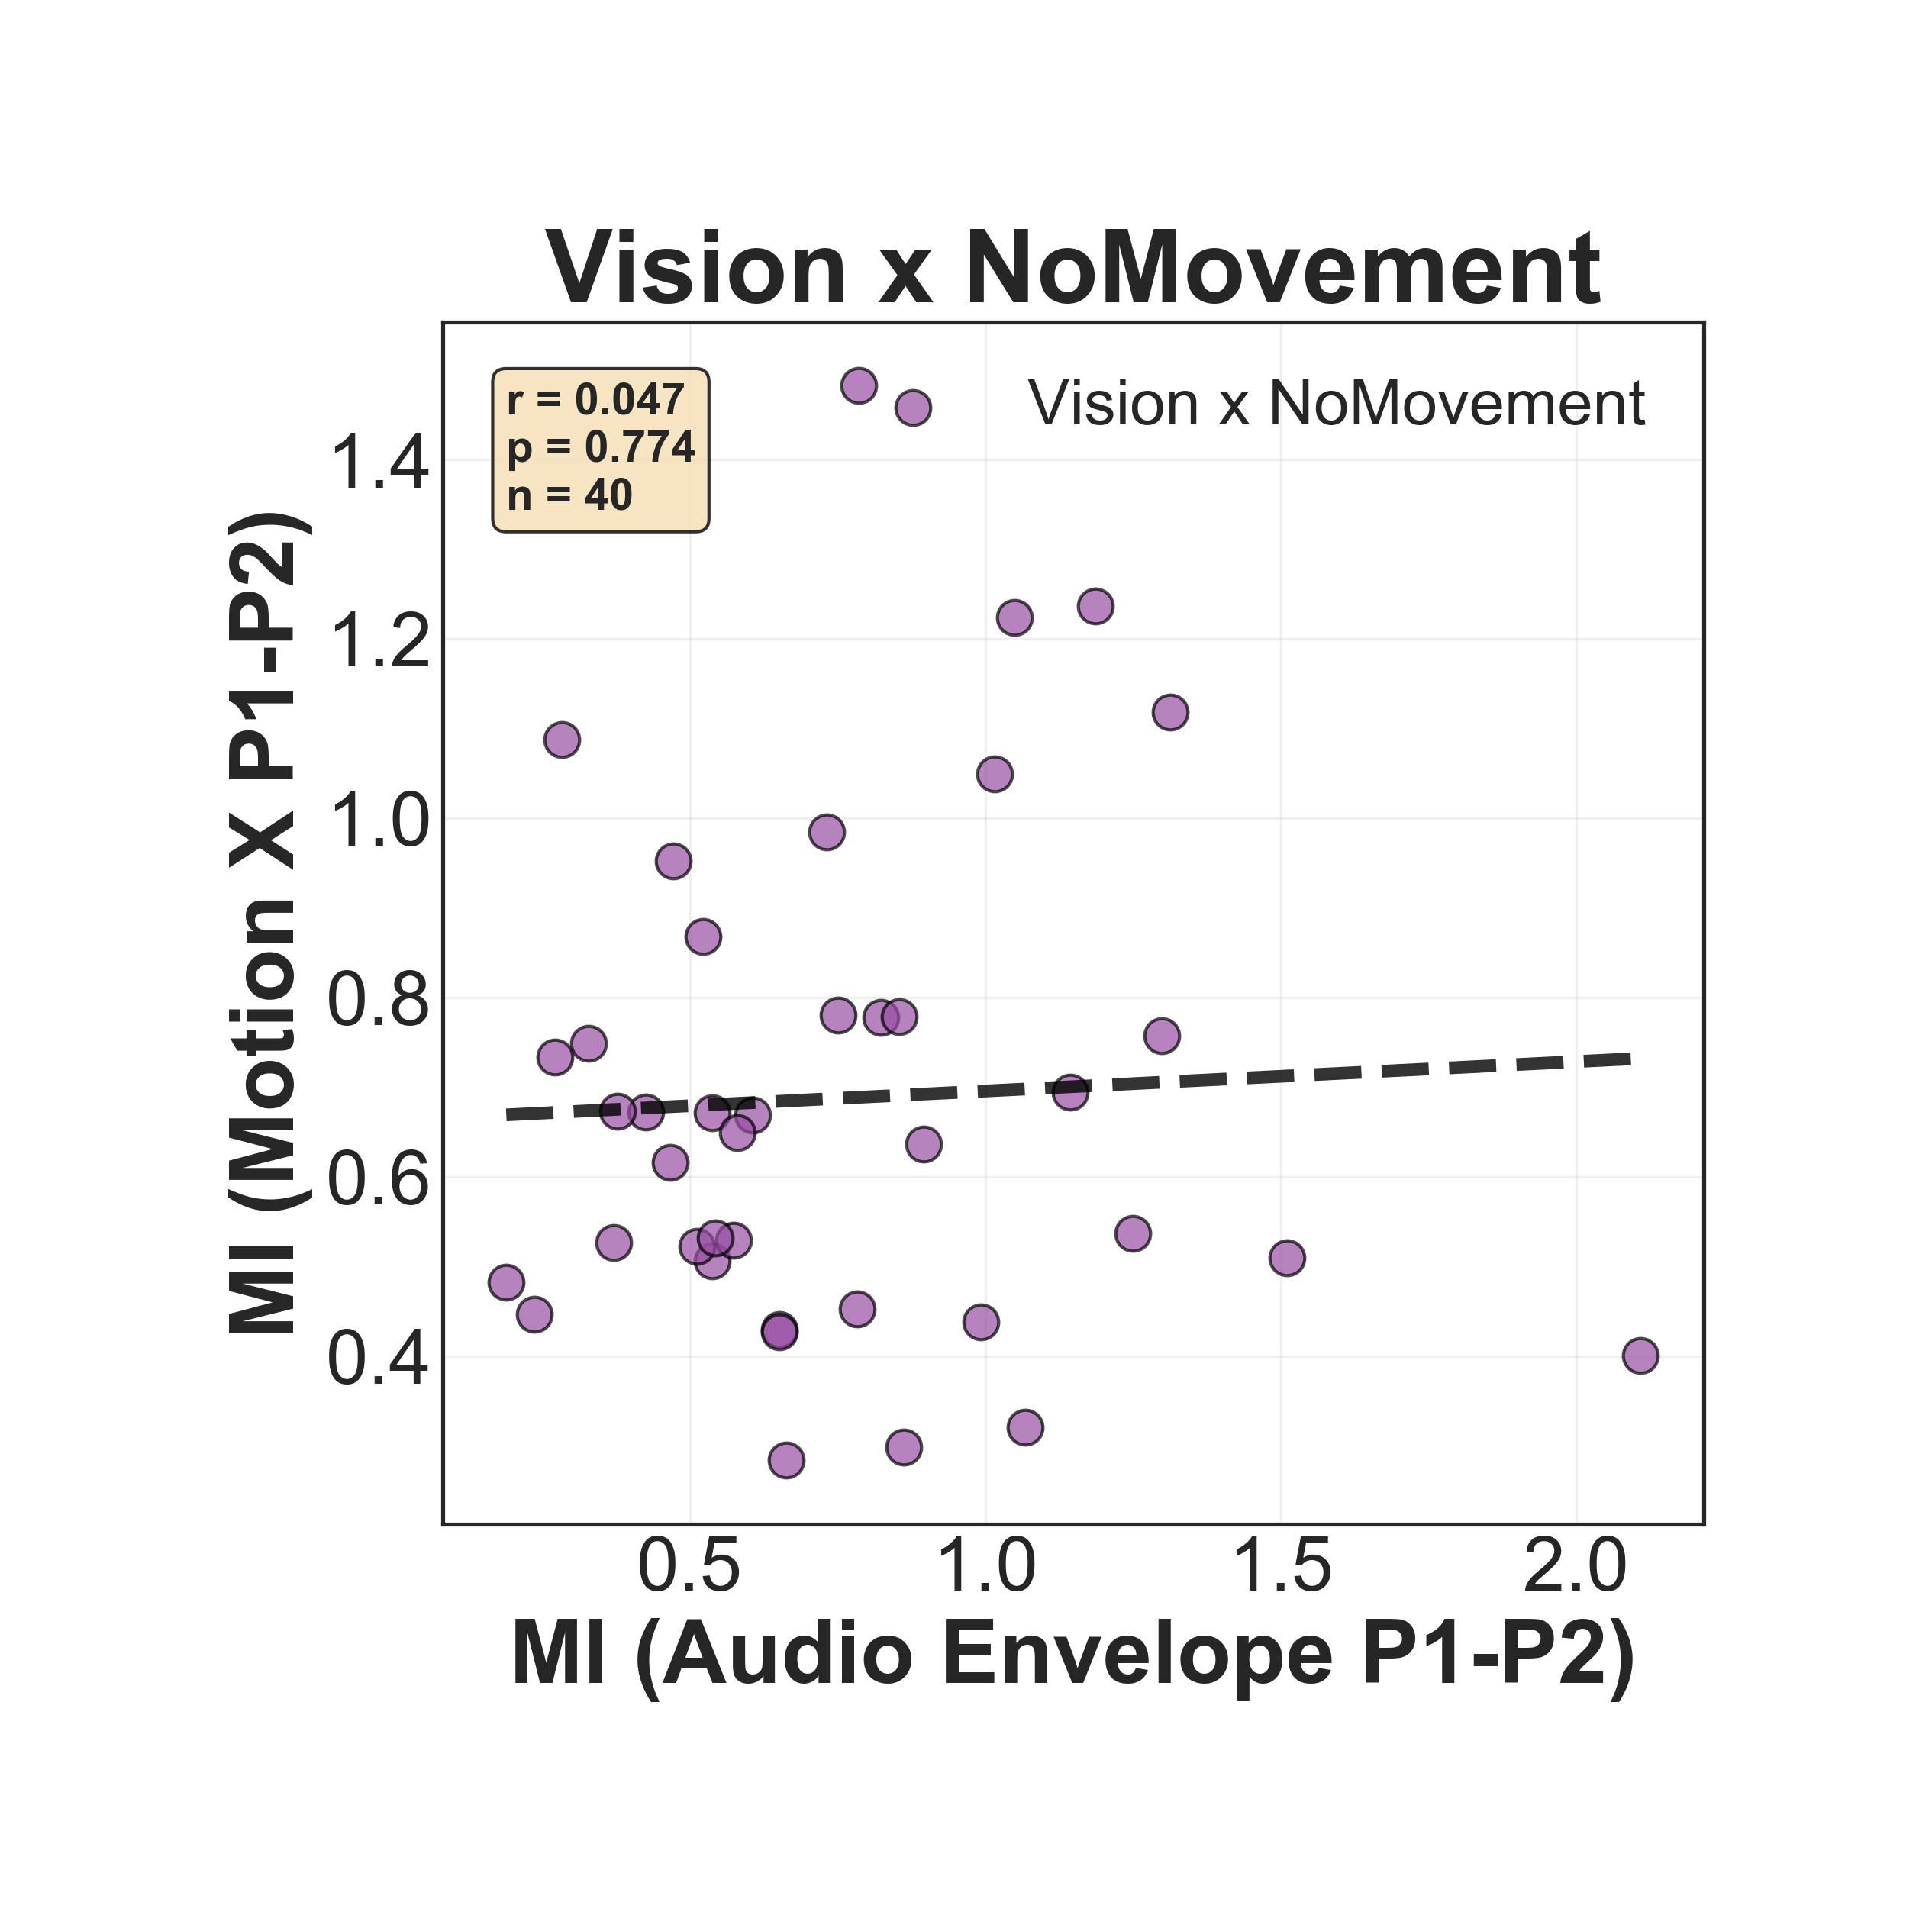 Vision x NoMovement
r = 0.047
p = 0.774
n = 40
Vision x NoMovement
MI (Motion X P1-P2)
1.4
1.2
1.0
0.8
0.6
0.4
0.5 1.0 1.5 2.0
MI (Audio Envelope P1-P2)